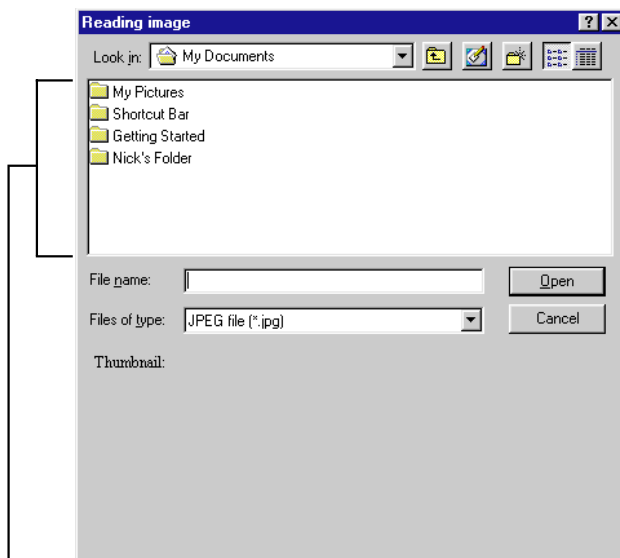 Reading image
Look in: My Documents
My Pictures
Shortcut Bar
Getting Started
Nick's Folder
File name: Open
Files of type: JPEG file (*.jpg) Cancel
Thumbnail: